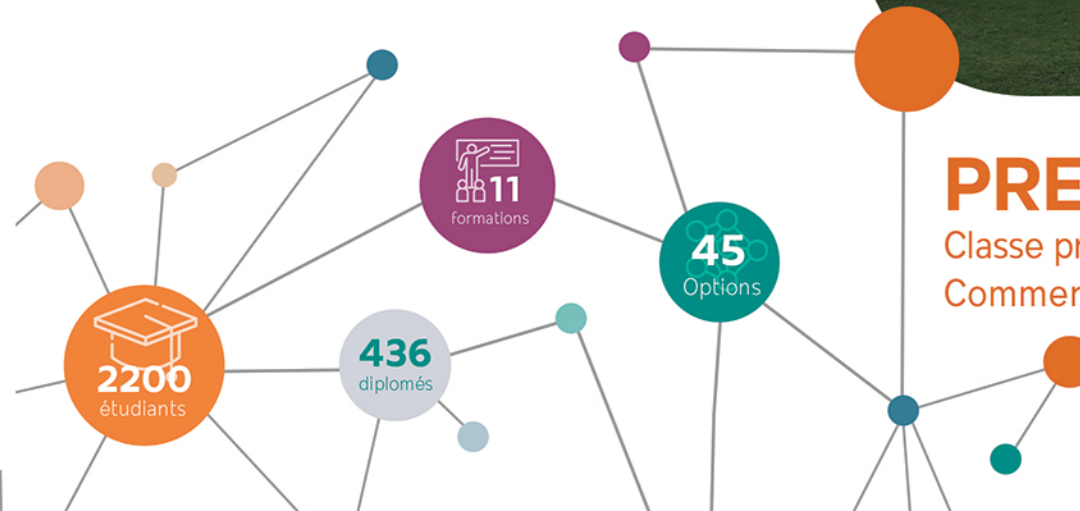 11
formations
45
Options
436
diplomés
2200
étudiants
PRE
Classe pr
Commer